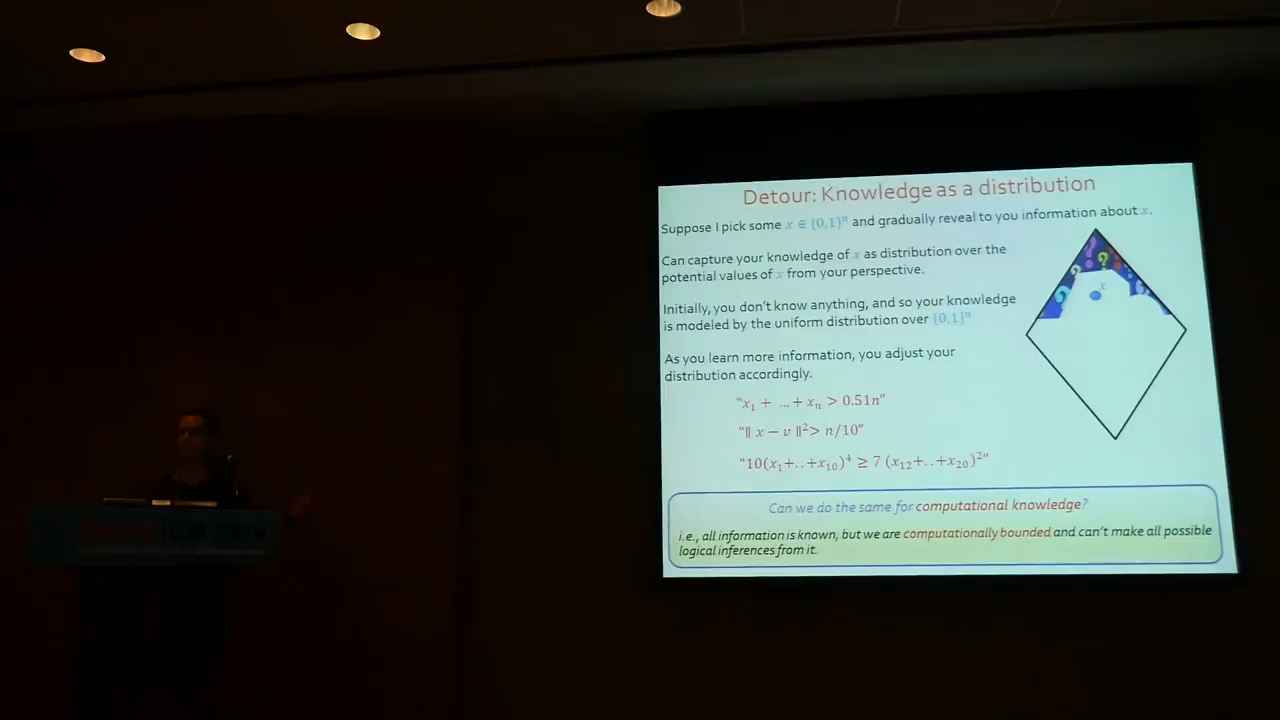 Detour: Knowledge as a distribution
Suppose I pick some x ∈ {0,1}ⁿ and gradually reveal to you information about x.
Can capture your knowledge of x as distribution over the
potential values of x from your perspective.
Initially, you don't know anything, and so your knowledge
is modeled by the uniform distribution over {0,1}ⁿ
As you learn more information, you adjust your
distribution accordingly.
"x₁ + ... + xₙ > 0.51n"
"‖ x − v ‖²> n/10"
"10(x₁+..+x₁₀)⁴ ≥ 7 (x₁₂+..+x₂₀)²"
Can we do the same for computational knowledge?
i.e., all information is known, but we are computationally bounded and can't make all possible
logical inferences from it.
? ? ? ?
x
ICM 2014